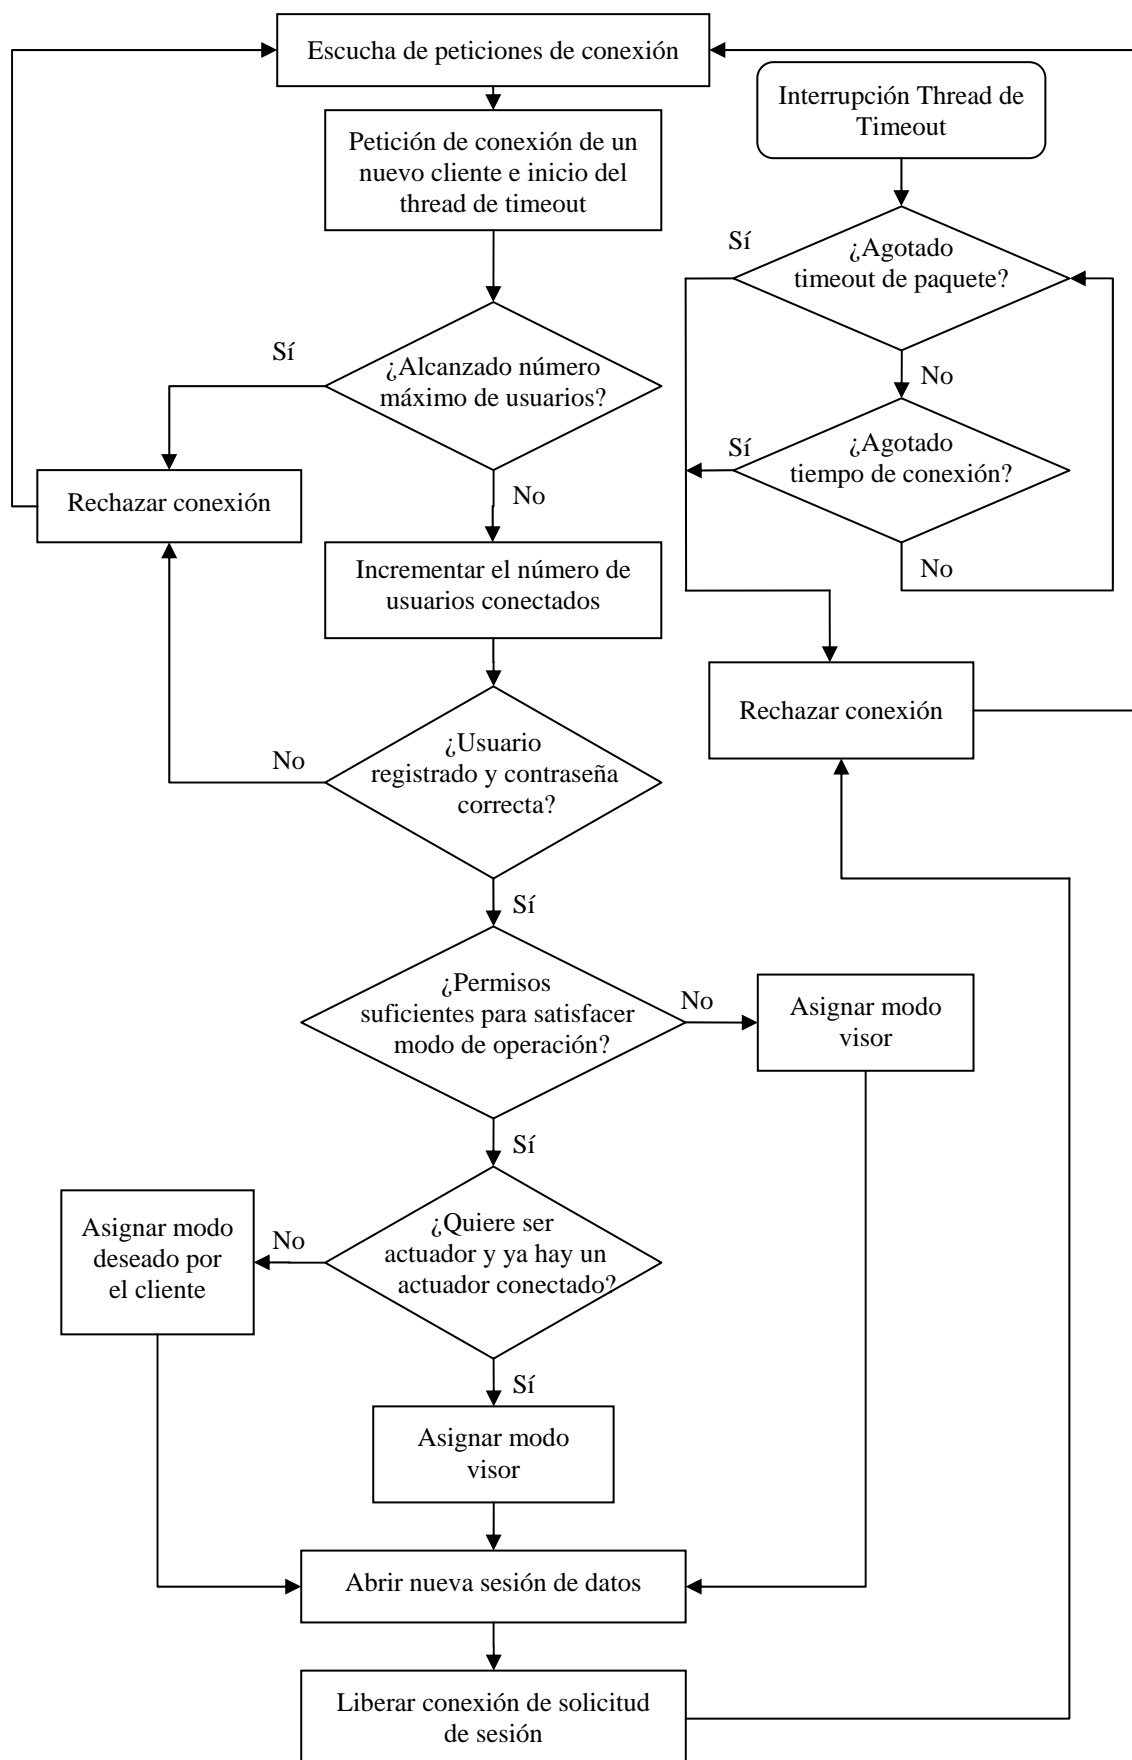 Escucha de peticiones de conexión
Interrupción Thread de
Timeout
Petición de conexión de un
nuevo cliente e inicio del
thread de timeout
Sí
¿Agotado
timeout de paquete?
Sí
¿Alcanzado número
máximo de usuarios?
No
Sí
¿Agotado
tiempo de conexión?
Rechazar conexión
No
No
Incrementar el número de
usuarios conectados
Rechazar conexión
No
¿Usuario
registrado y contraseña
correcta?
Sí
¿Permisos
suficientes para satisfacer
modo de operación?
No
Asignar modo
visor
Sí
Asignar modo
deseado por
el cliente
No
¿Quiere ser
actuador y ya hay un
actuador conectado?
Sí
Asignar modo
visor
Abrir nueva sesión de datos
Liberar conexión de solicitud
de sesión